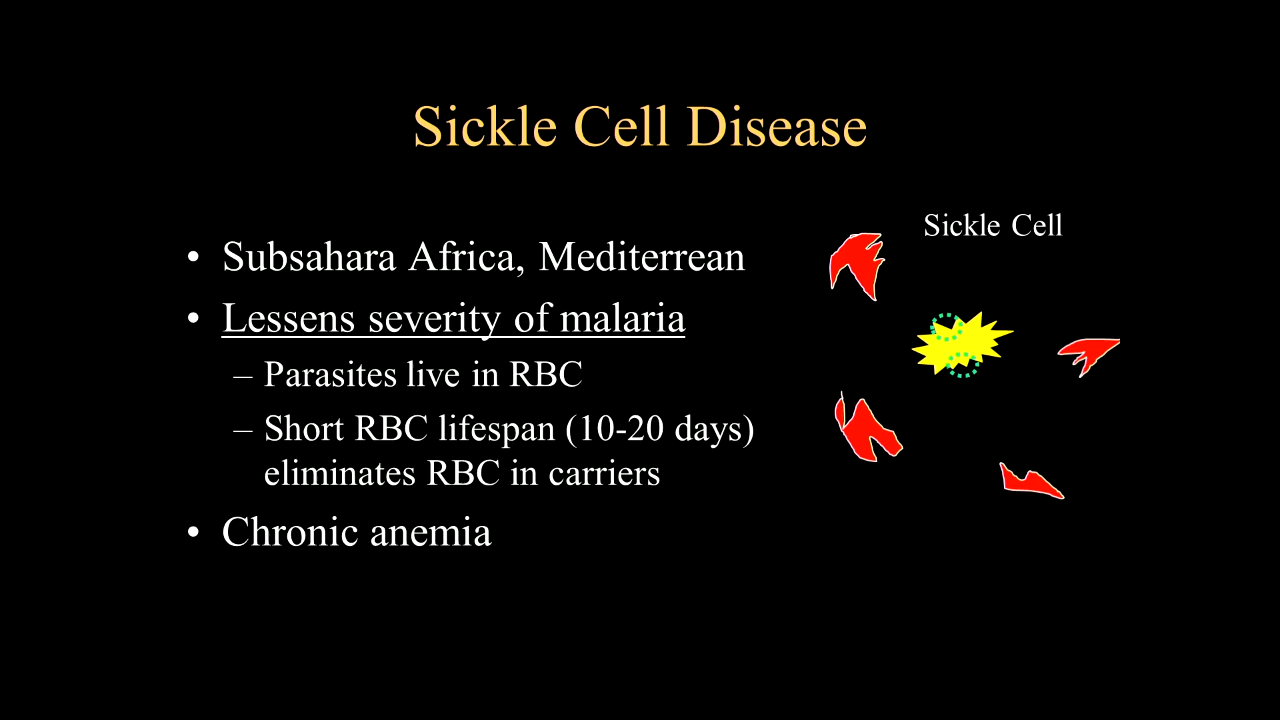 Sickle Cell Disease
• Subsahara Africa, Mediterrean
• Lessens severity of malaria
– Parasites live in RBC
– Short RBC lifespan (10-20 days)
eliminates RBC in carriers
• Chronic anemia
Sickle Cell